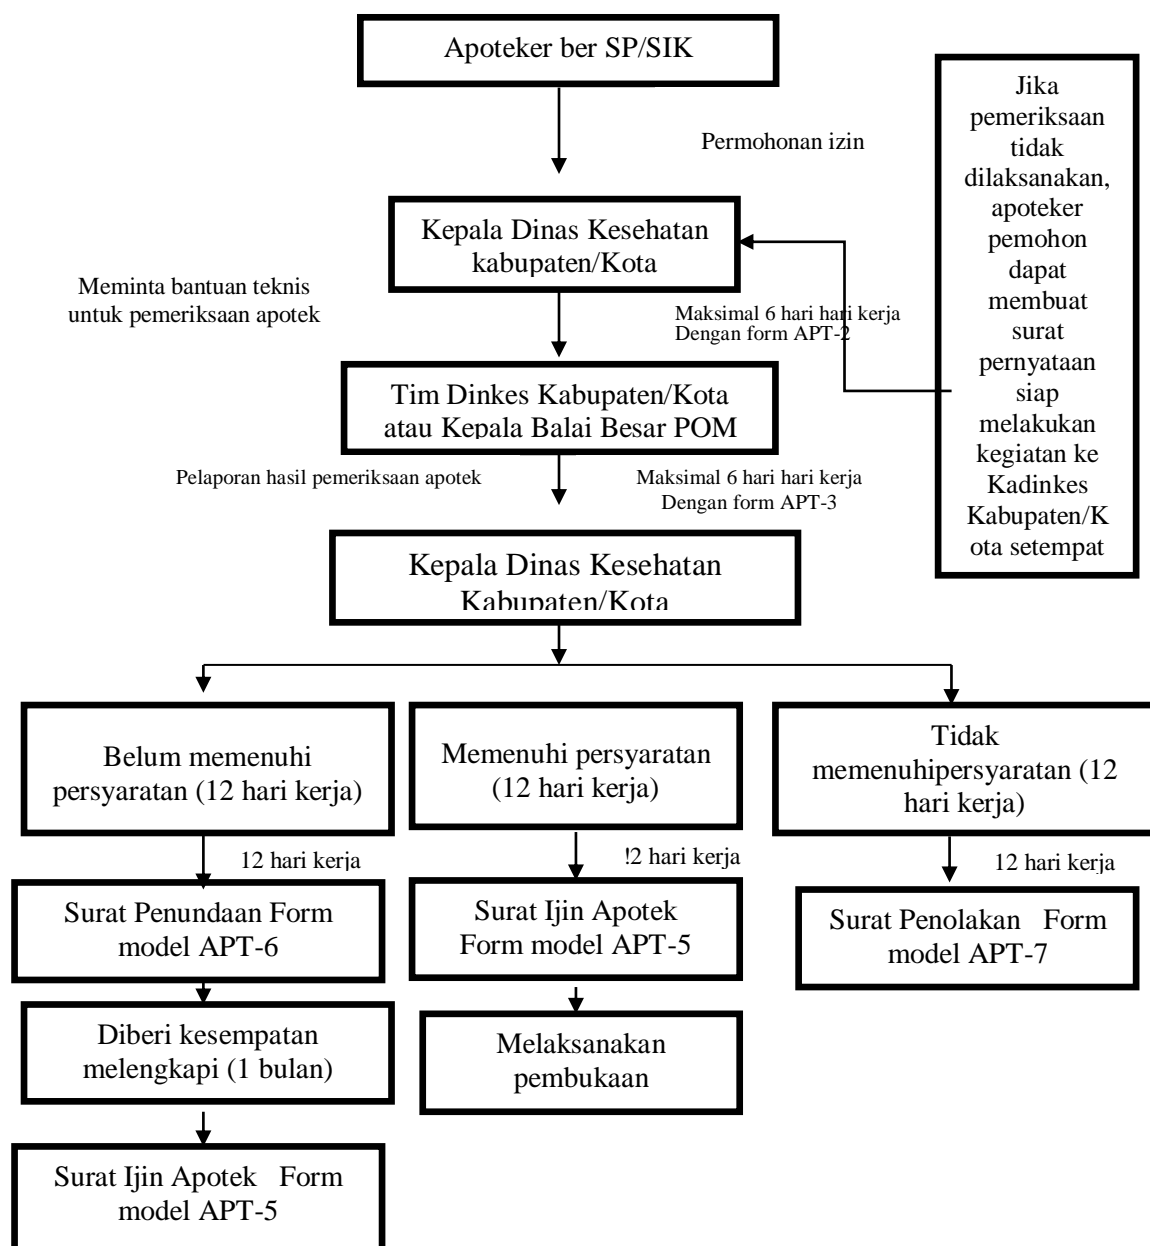 Apoteker ber SP/SIK
Permohonan izin
Jika
pemeriksaan
tidak
dilaksanakan,
apoteker
pemohon
dapat
membuat
surat
pernyataan
siap
melakukan
kegiatan ke
Kadinkes
Kabupaten/K
ota setempat
Kepala Dinas Kesehatan
kabupaten/Kota
Meminta bantuan teknis
untuk pemeriksaan apotek
Maksimal 6 hari hari kerja
Dengan form APT-2
Tim Dinkes Kabupaten/Kota
atau Kepala Balai Besar POM
Pelaporan hasil pemeriksaan apotek
Maksimal 6 hari hari kerja
Dengan form APT-3
Kepala Dinas Kesehatan
Kabupaten/Kota
Belum memenuhi
persyaratan (12 hari kerja)
Memenuhi persyaratan
(12 hari kerja)
Tidak
memenuhipersyaratan (12
hari kerja)
12 hari kerja
!2 hari kerja
12 hari kerja
Surat Penundaan Form
model APT-6
Surat Ijin Apotek
Form model APT-5
Surat Penolakan Form
model APT-7
Diberi kesempatan
melengkapi (1 bulan)
Melaksanakan
pembukaan
Surat Ijin Apotek Form
model APT-5